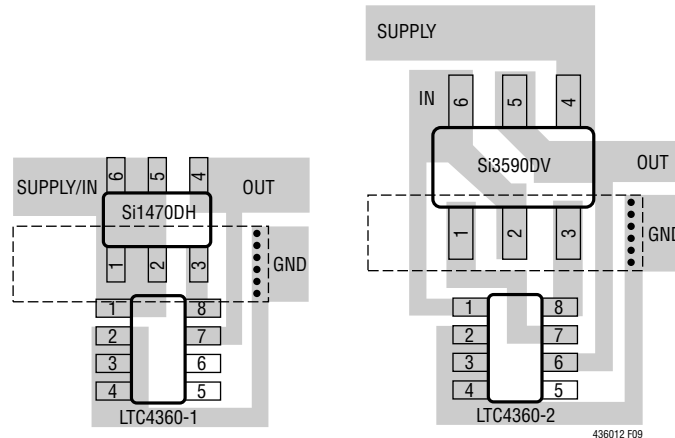 SUPPLY
IN
6
5
4
Si3590DV
OUT
1
2
3
GND
1
2
3
4
8
7
6
5
LTC4360-2
SUPPLY/IN
6
5
4
OUT
Si1470DH
1
2
3
GND
1
2
3
4
8
7
6
5
LTC4360-1
436012 F09